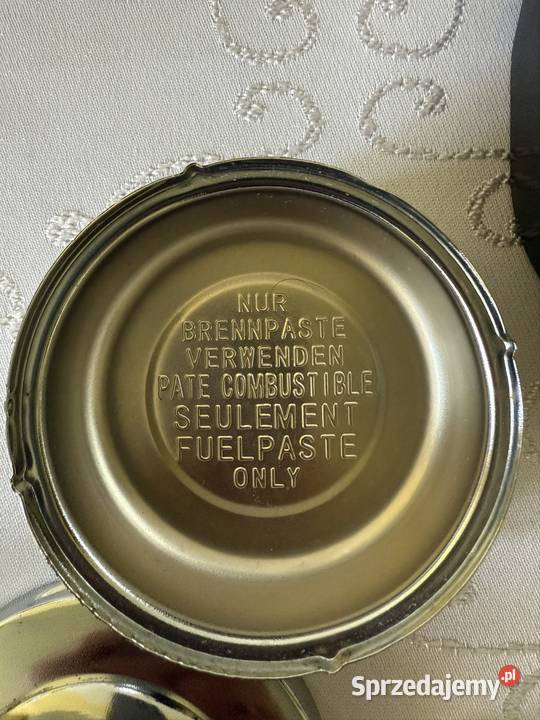 NUR
BRENNPASTE
VERWENDEN
PATE COMBUSTIBLE
SEULEMENT
FUELPASTE
ONLY
Sprzedajemy.pl